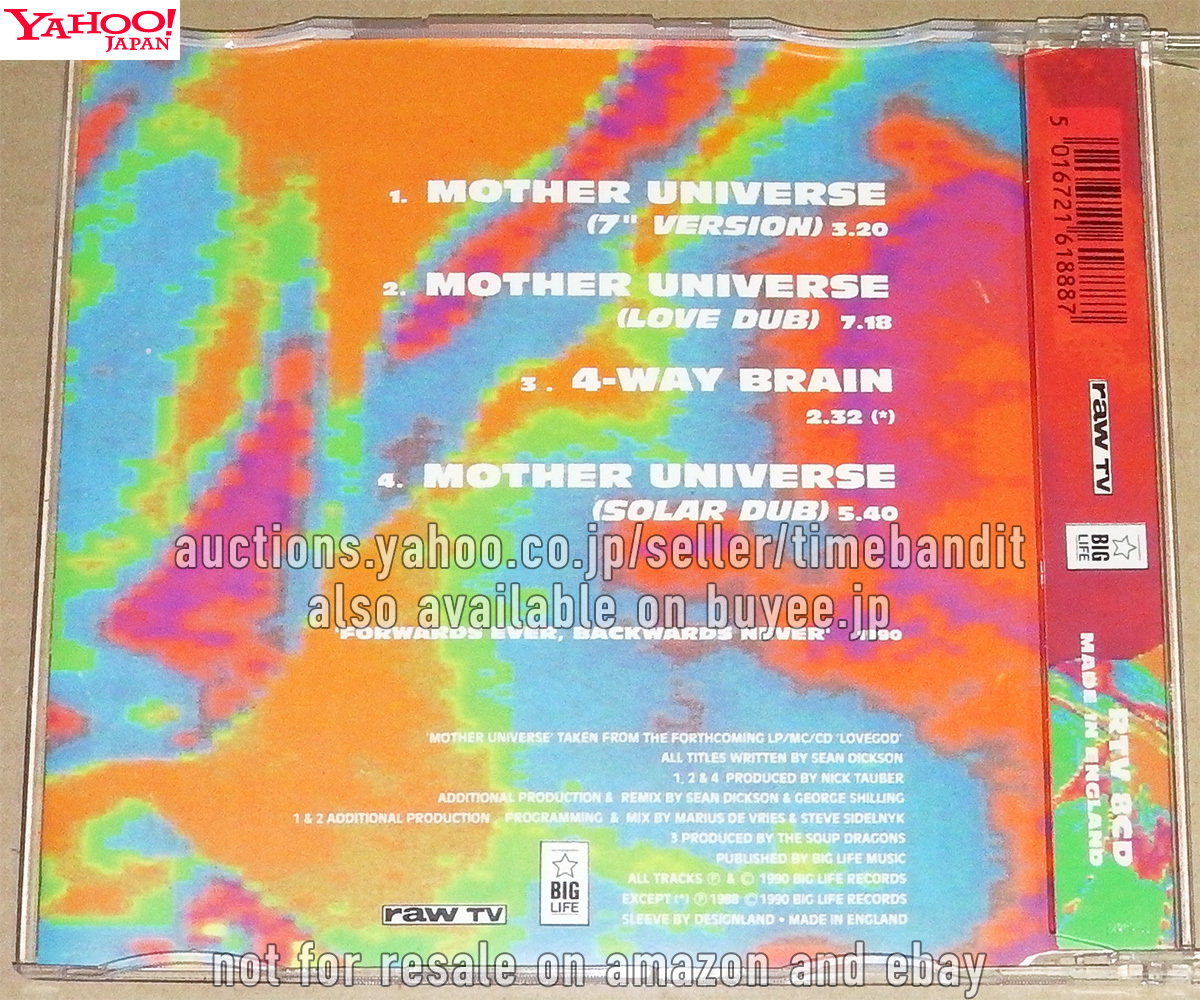 YAHOO!
JAPAN
1. MOTHER UNIVERSE
(7" VERSION) 3.20
2. MOTHER UNIVERSE
(LOVE DUB) 7.18
3. 4-WAY BRAIN
2.32 (*)
4. MOTHER UNIVERSE
(SOLAR DUB) 5.40
auctions.yahoo.co.jp/seller/timebandit
also available on buyee.jp
'FORWARDS EVER, BACKWARDS NEVER'
'MOTHER UNIVERSE' TAKEN FROM THE FORTHCOMING LP/MC/CD 'LOVEGOD'
ALL TITLES WRITTEN BY SEAN DICKSON
1, 2 & 4 PRODUCED BY NICK TAUBER
ADDITIONAL PRODUCTION & REMIX BY SEAN DICKSON & GEORGE SHILLING
1 & 2 ADDITIONAL PRODUCTION, PROGRAMMING & MIX BY MARIUS DE VRIES & STEVE SIDELNYK
3 PRODUCED BY THE SOUP DRAGONS
PUBLISHED BY BIG LIFE MUSIC
ALL TRACKS Ⓟ & © 1990 BIG LIFE RECORDS
EXCEPT (*) Ⓟ 1988 © 1990 BIG LIFE RECORDS
SLEEVE BY DESIGNLAND • MADE IN ENGLAND
raw TV
BIG
LIFE
not for resale on amazon and ebay
5 016721 618887
raw TV
BIG
LIFE
RTV 8CD
MADE IN ENGLAND